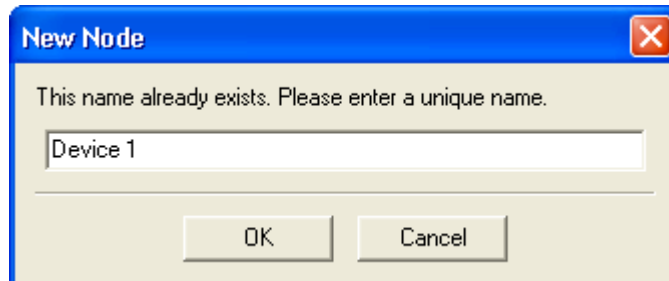 New Node
This name already exists. Please enter a unique name.
Device 1
OK
Cancel